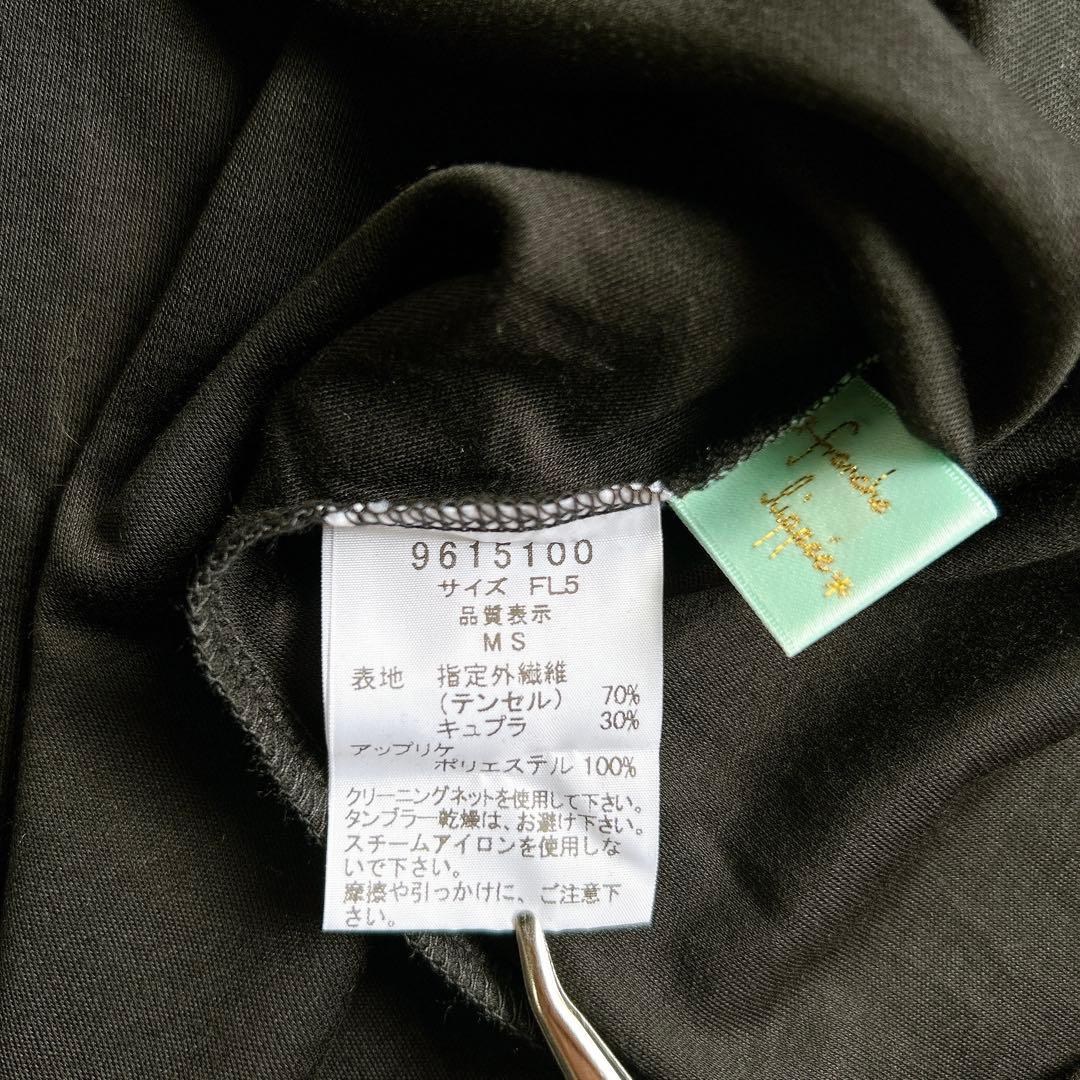 9615100
サイズ FL5
品質表示
MS
表地 指定外繊維
(テンセル) 70%
キュプラ 30%
アップリケ
ポリエステル 100%
クリーニングネットを使用して下さい。
タンブラー乾燥は、お避け下さい。
スチームアイロンを使用しな
いで下さい。
摩擦や引っかけに、ご注意下
さい。
franche
lippée*